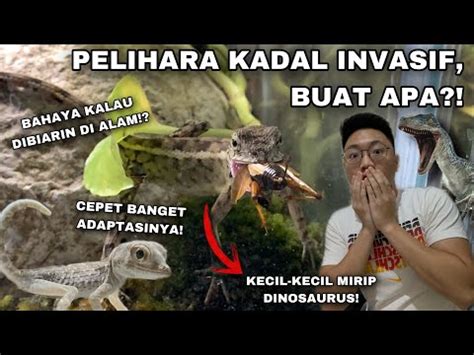 PELIHARA KADAL INVASIF,
BUAT APA?!
BAHAYA KALAU
DIBIARIN DI ALAM!?
CEPET BANGET
ADAPTASINYA!
KECIL-KECIL MIRIP
DINOSAURUS!